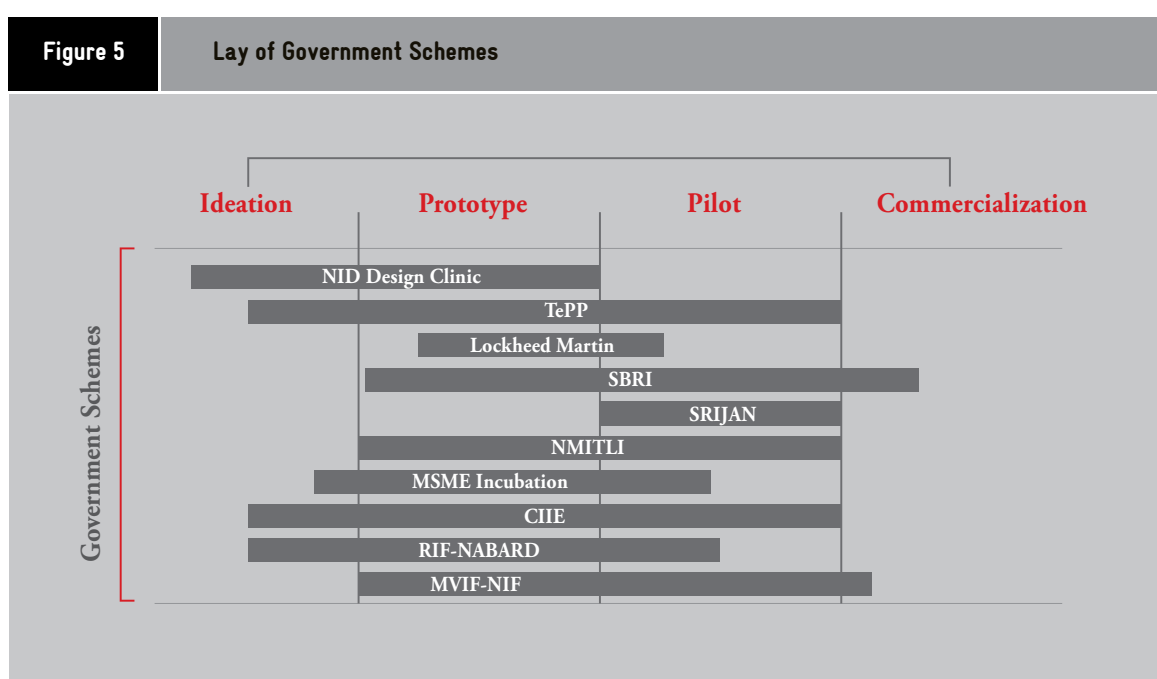 Figure 5
Lay of Government Schemes
Ideation
Prototype
Pilot
Commercialization
Government Schemes
NID Design Clinic
TePP
Lockheed Martin
SBRI
SRIJAN
NMITLI
MSME Incubation
CIIE
RIF-NABARD
MVIF-NIF